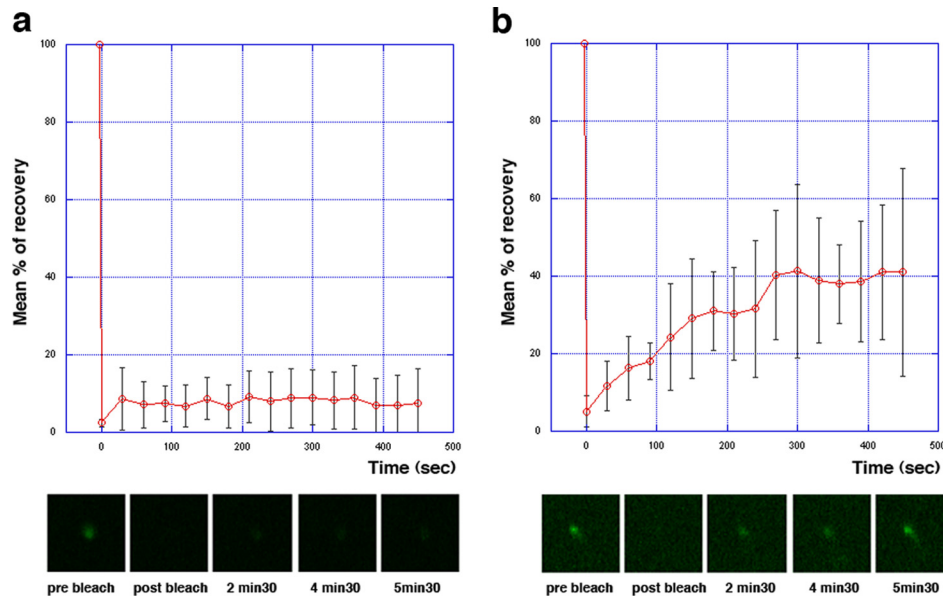 a
100
80
60
40
20
0
Mean % of recovery
0 100 200 300 400 500
Time (sec)
pre bleach post bleach 2 min30 4 min30 5min30
b
100
80
60
40
20
0
Mean % of recovery
0 100 200 300 400 500
Time (sec)
pre bleach post bleach 2 min30 4 min30 5min30